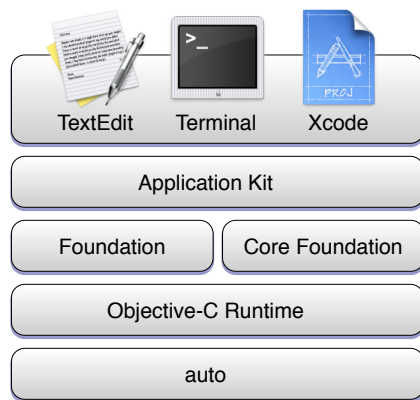 >_
PROJ
TextEdit Terminal Xcode
Application Kit
Foundation Core Foundation
Objective-C Runtime
auto